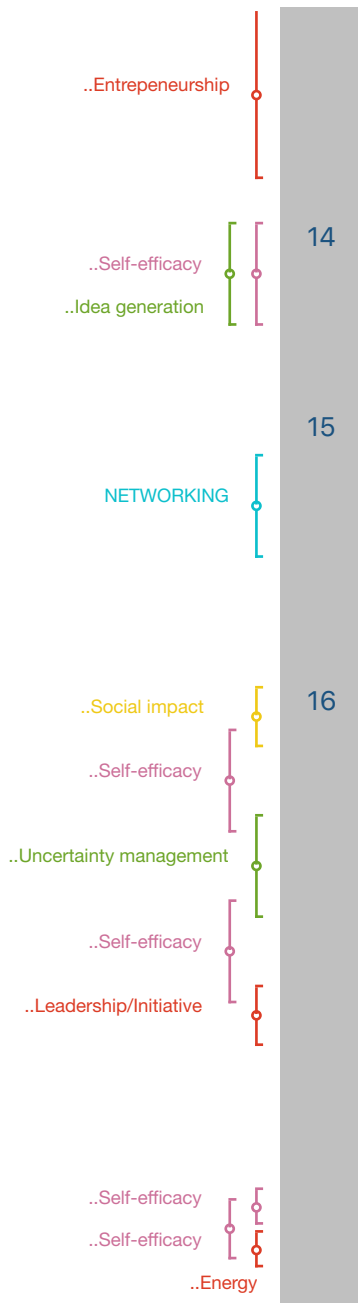 ..Entrepeneurship
14
..Self-efficacy
..Idea generation
15
NETWORKING
..Social impact
16
..Self-efficacy
..Uncertainty management
..Self-efficacy
..Leadership/Initiative
..Self-efficacy
..Self-efficacy
..Energy